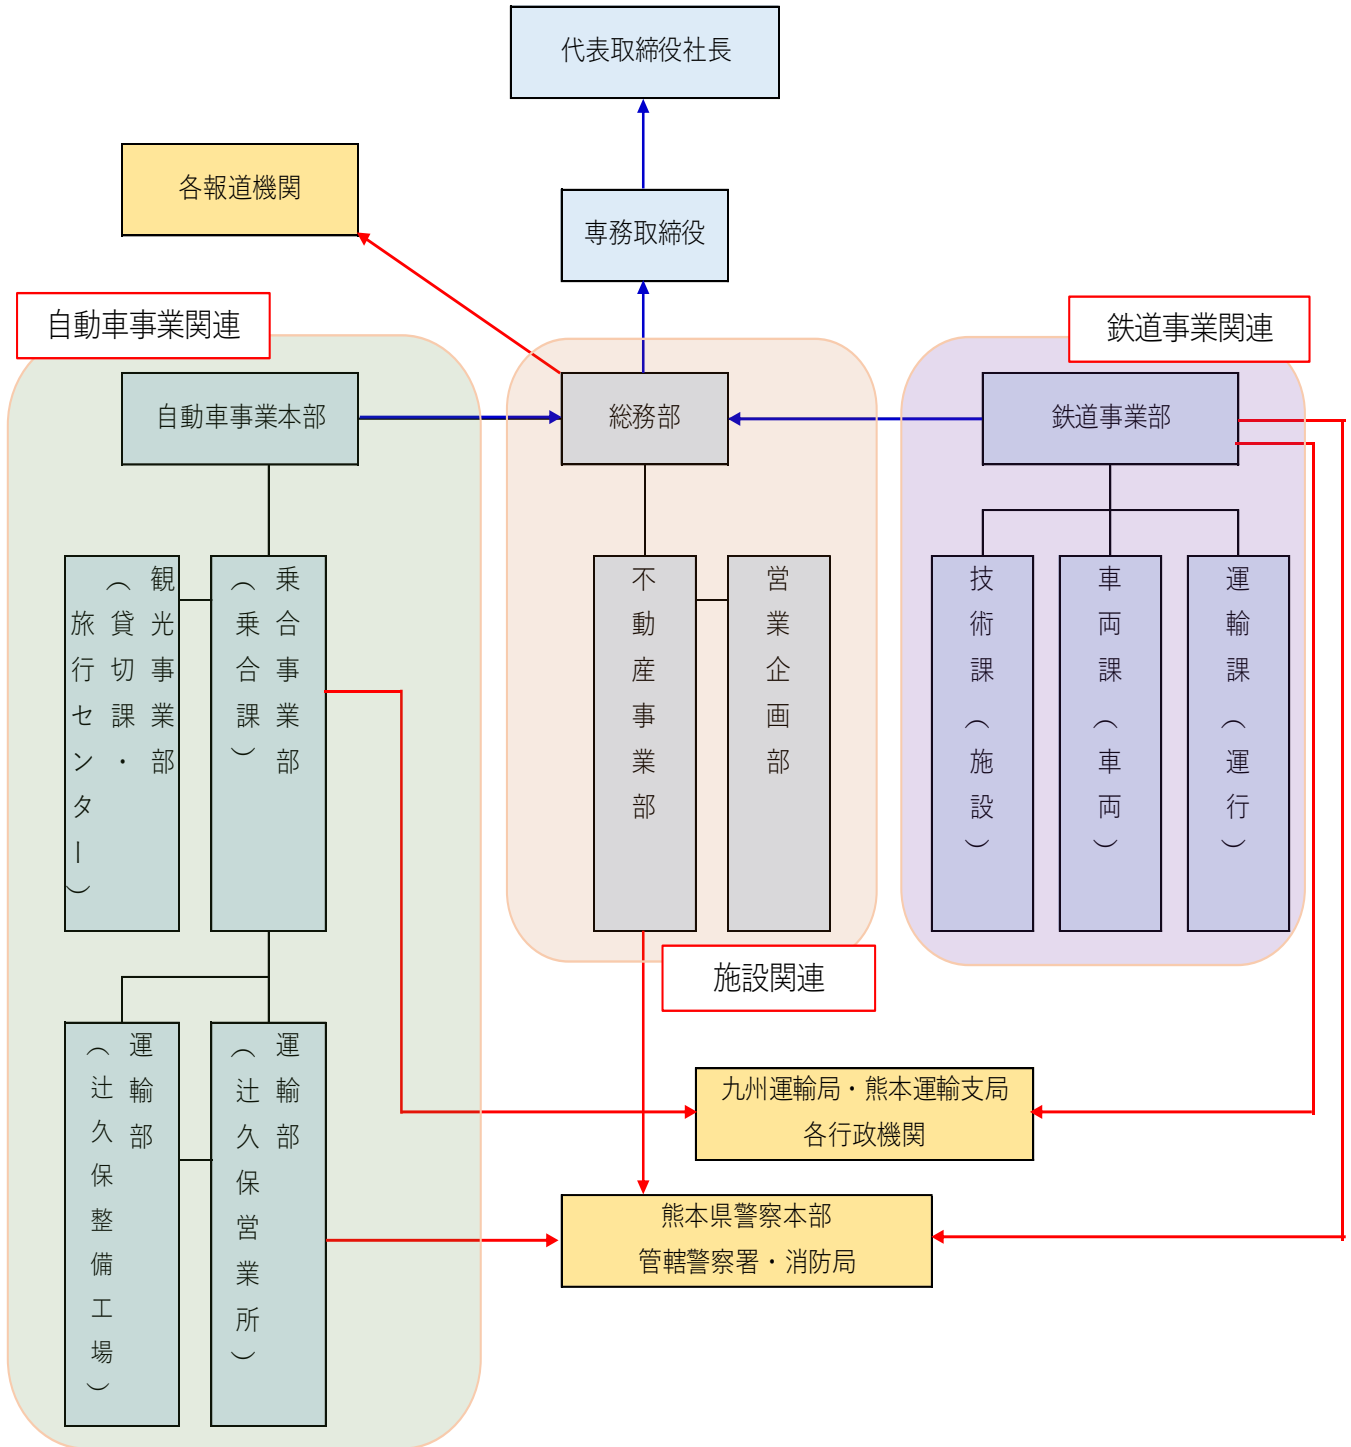 代表取締役社長
各報道機関
専務取締役
自動車事業関連
鉄道事業関連
自動車事業本部
総務部
鉄道事業部
観光事業部
（貸切課・
旅行センター）
乗合事業部
（乗合課）
不動産事業部
営業企画部
技術課（施設）
車両課（車両）
運輸課（運行）
施設関連
運輸部
（辻久保整備工場）
運輸部
（辻久保営業所）
九州運輸局・熊本運輸支局
各行政機関
熊本県警察本部
管轄警察署・消防局